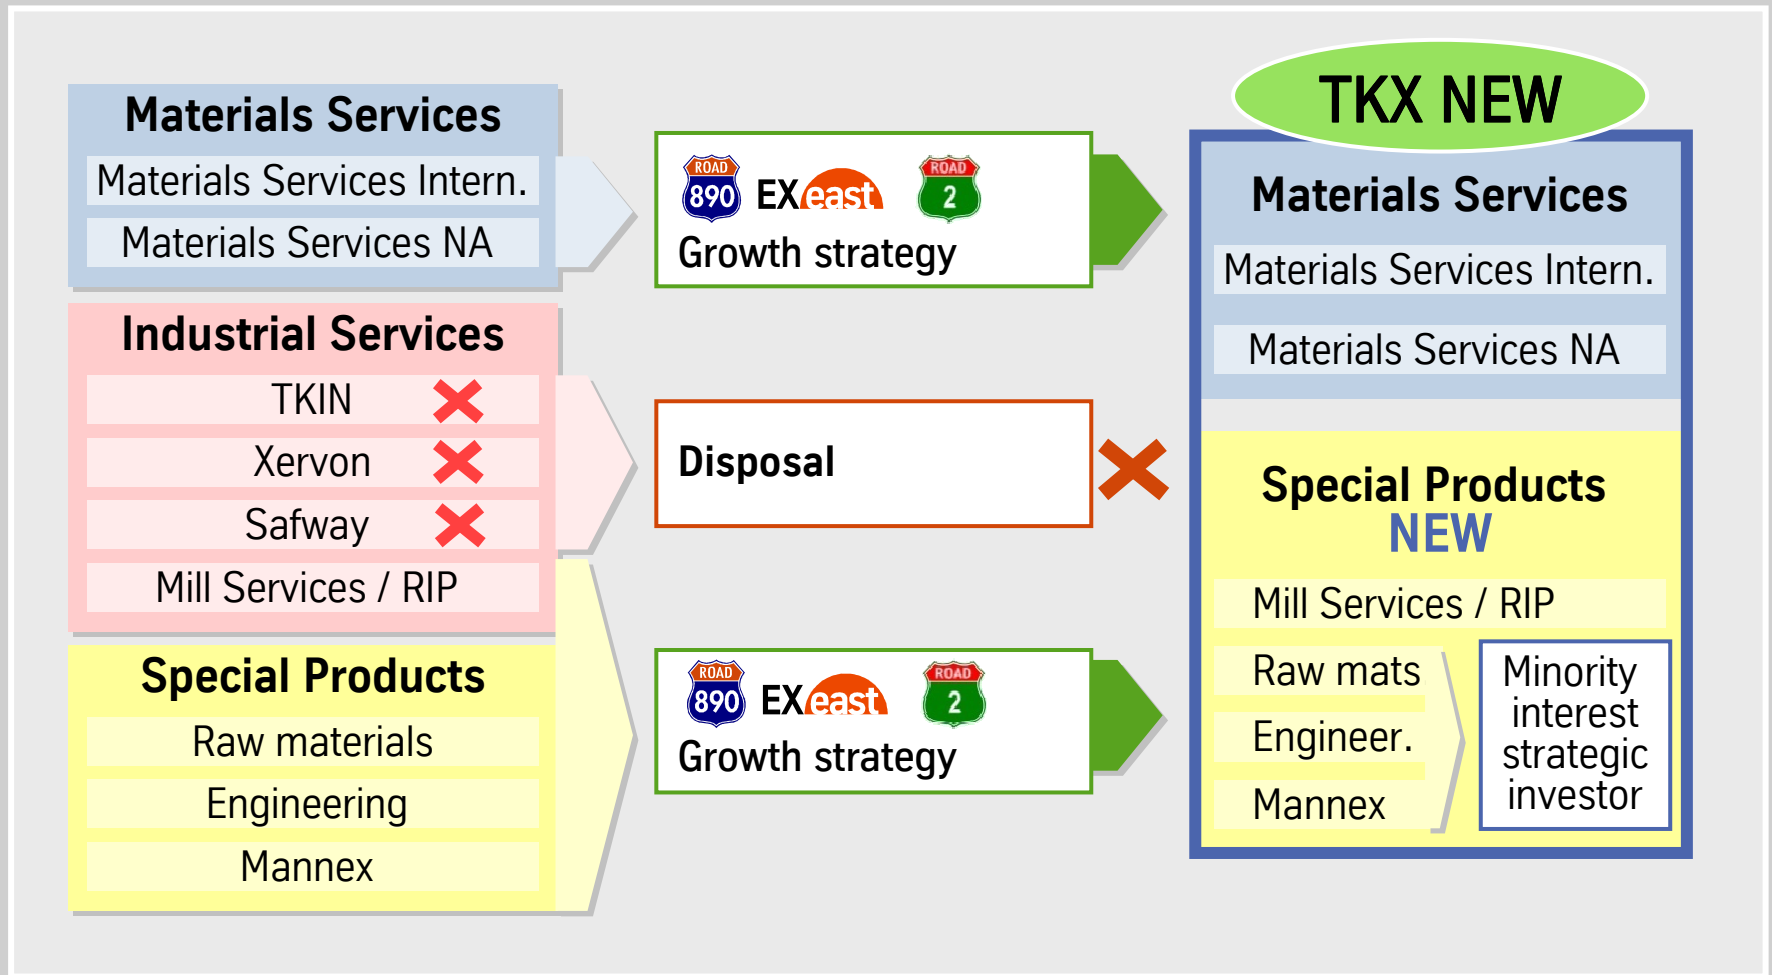 Materials Services
Materials Services Intern.
Materials Services NA
Industrial Services
TKIN
Xervon
Safway
Mill Services / RIP
Special Products
Raw materials
Engineering
Mannex
ROAD
890
EXeast
ROAD
2
Growth strategy
Disposal
ROAD
890
EXeast
ROAD
2
Growth strategy
TKX NEW
Materials Services
Materials Services Intern.
Materials Services NA
Special Products
NEW
Mill Services / RIP
Raw mats
Engineer.
Mannex
Minority
interest
strategic
investor